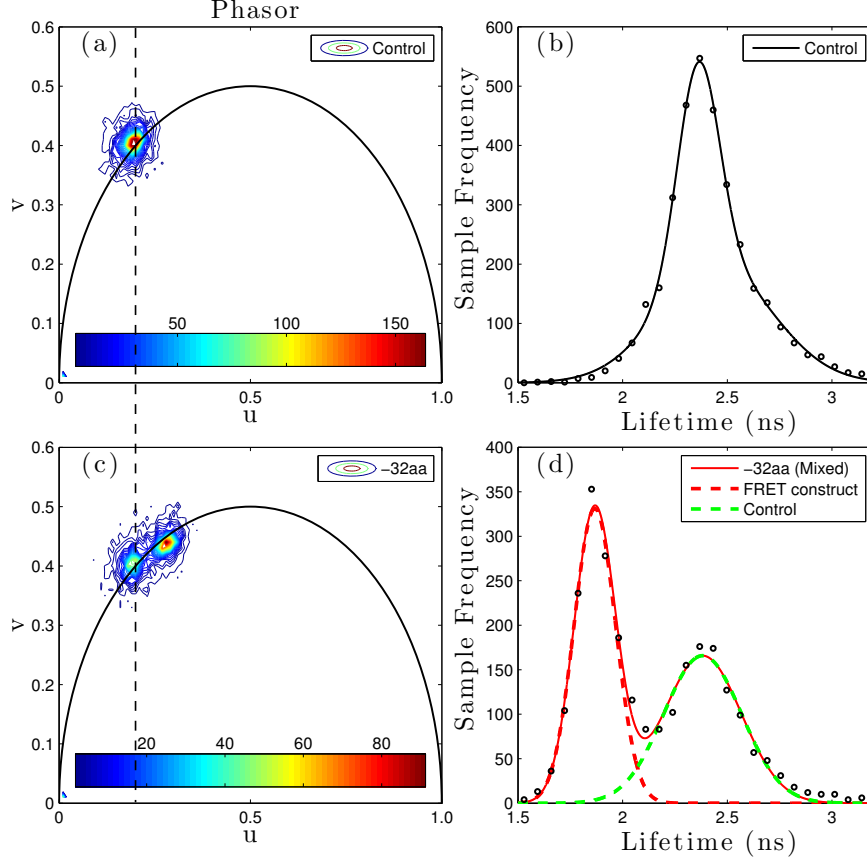 Phasor
(a)
Control
0.6
0.5
0.4
0.3
0.2
0.1
0
v
50
100
150
0
0.5
1.0
u
(b)
Control
600
500
400
300
200
100
0
Sample Frequency
1.5
2
2.5
3
Lifetime (ns)
(c)
-32aa
0.6
0.5
0.4
0.3
0.2
0.1
0
v
20
40
60
80
0
0.5
1.0
u
(d)
-32aa (Mixed)
FRET construct
Control
400
350
300
250
200
150
100
50
0
Sample Frequency
1.5
2
2.5
3
Lifetime (ns)